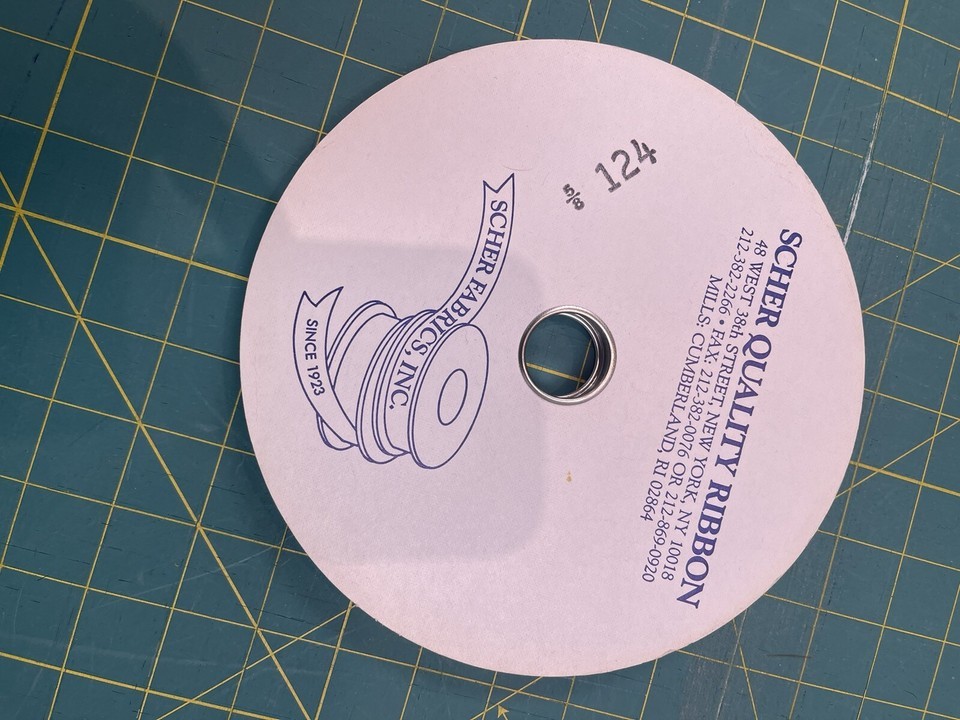 SCHER FABRICS, INC.
SINCE 1923
5/8 124
SCHER QUALITY RIBBON
48 WEST 38th STREET, NEW YORK, NY 10018
212-382-2266 • FAX: 212-382-0076 OR 212-869-0920
MILLS: CUMBERLAND, RI 02864